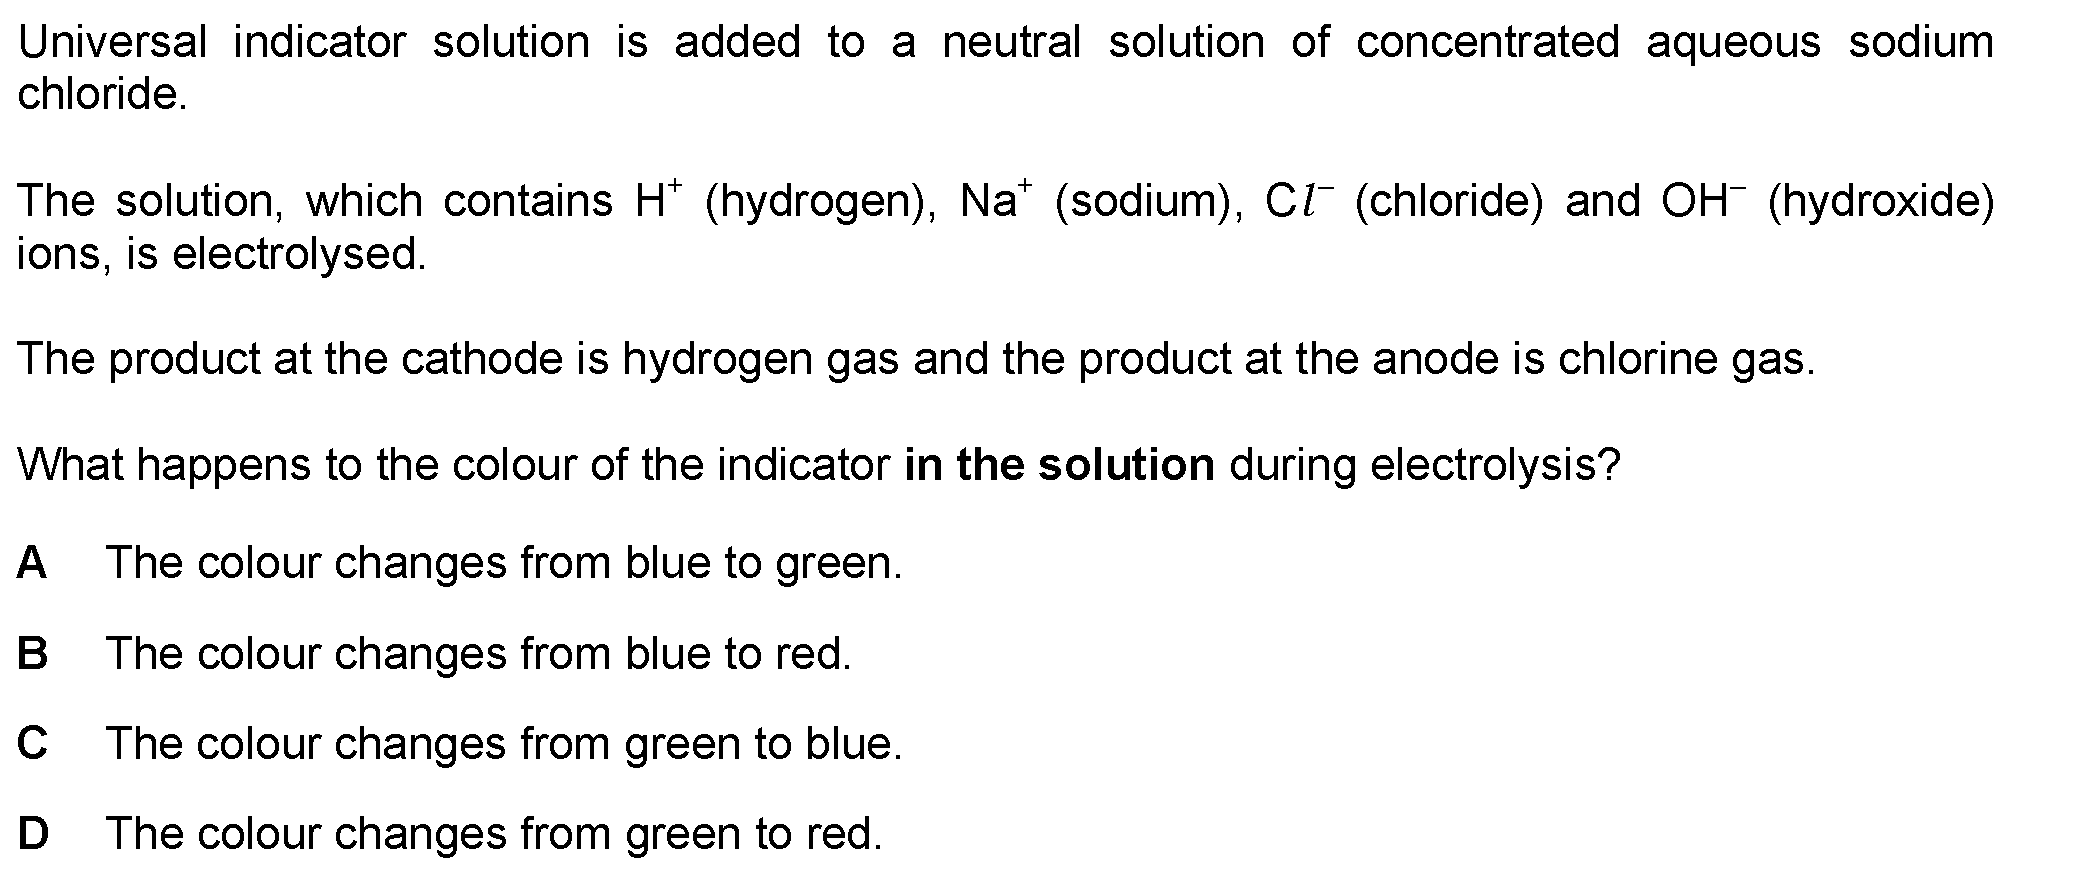 Universal indicator solution is added to a neutral solution of concentrated aqueous sodium
chloride.
The solution, which contains H⁺ (hydrogen), Na⁺ (sodium), Cl⁻ (chloride) and OH⁻ (hydroxide)
ions, is electrolysed.
The product at the cathode is hydrogen gas and the product at the anode is chlorine gas.
What happens to the colour of the indicator in the solution during electrolysis?
A The colour changes from blue to green.
B The colour changes from blue to red.
C The colour changes from green to blue.
D The colour changes from green to red.